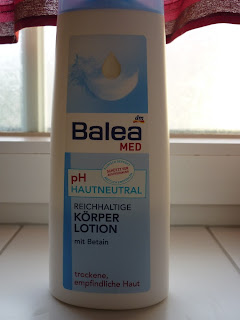 dm
Balea
MED
pH
HAUTNEUTRAL
REICHHALTIGE
KÖRPER
LOTION
mit Betain
trockene,
empfindliche Haut